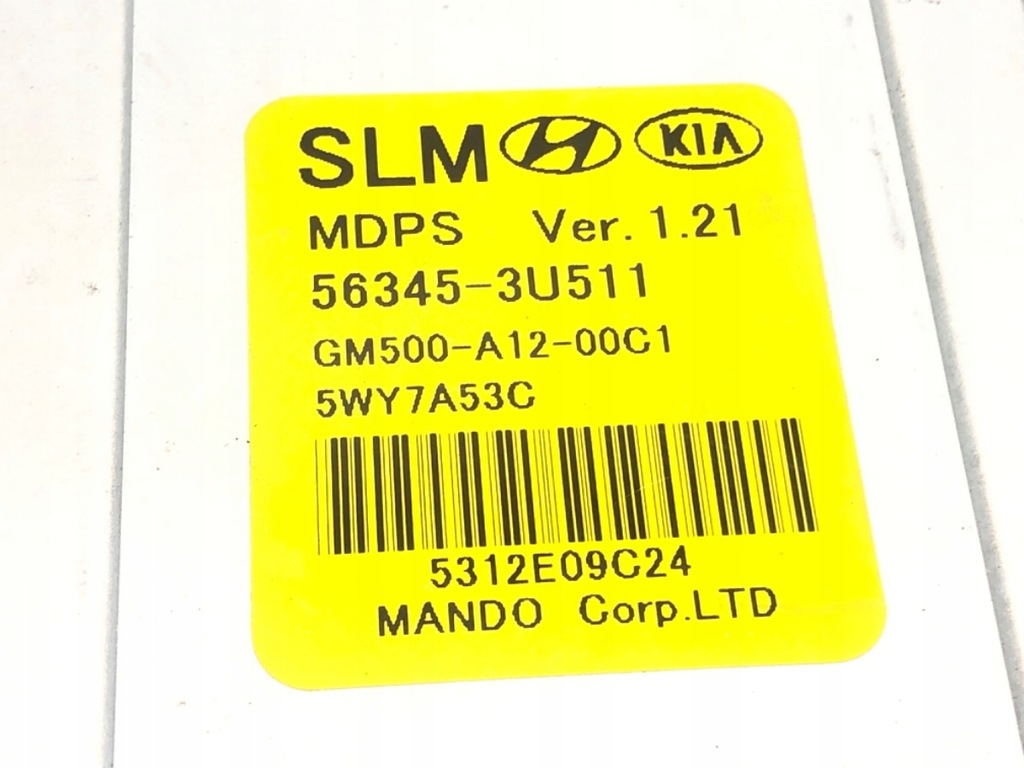 SLM KIA
MDPS Ver. 1.21
56345-3U511
GM500-A12-00C1
5WY7A53C
5312E09C24
MANDO Corp.LTD